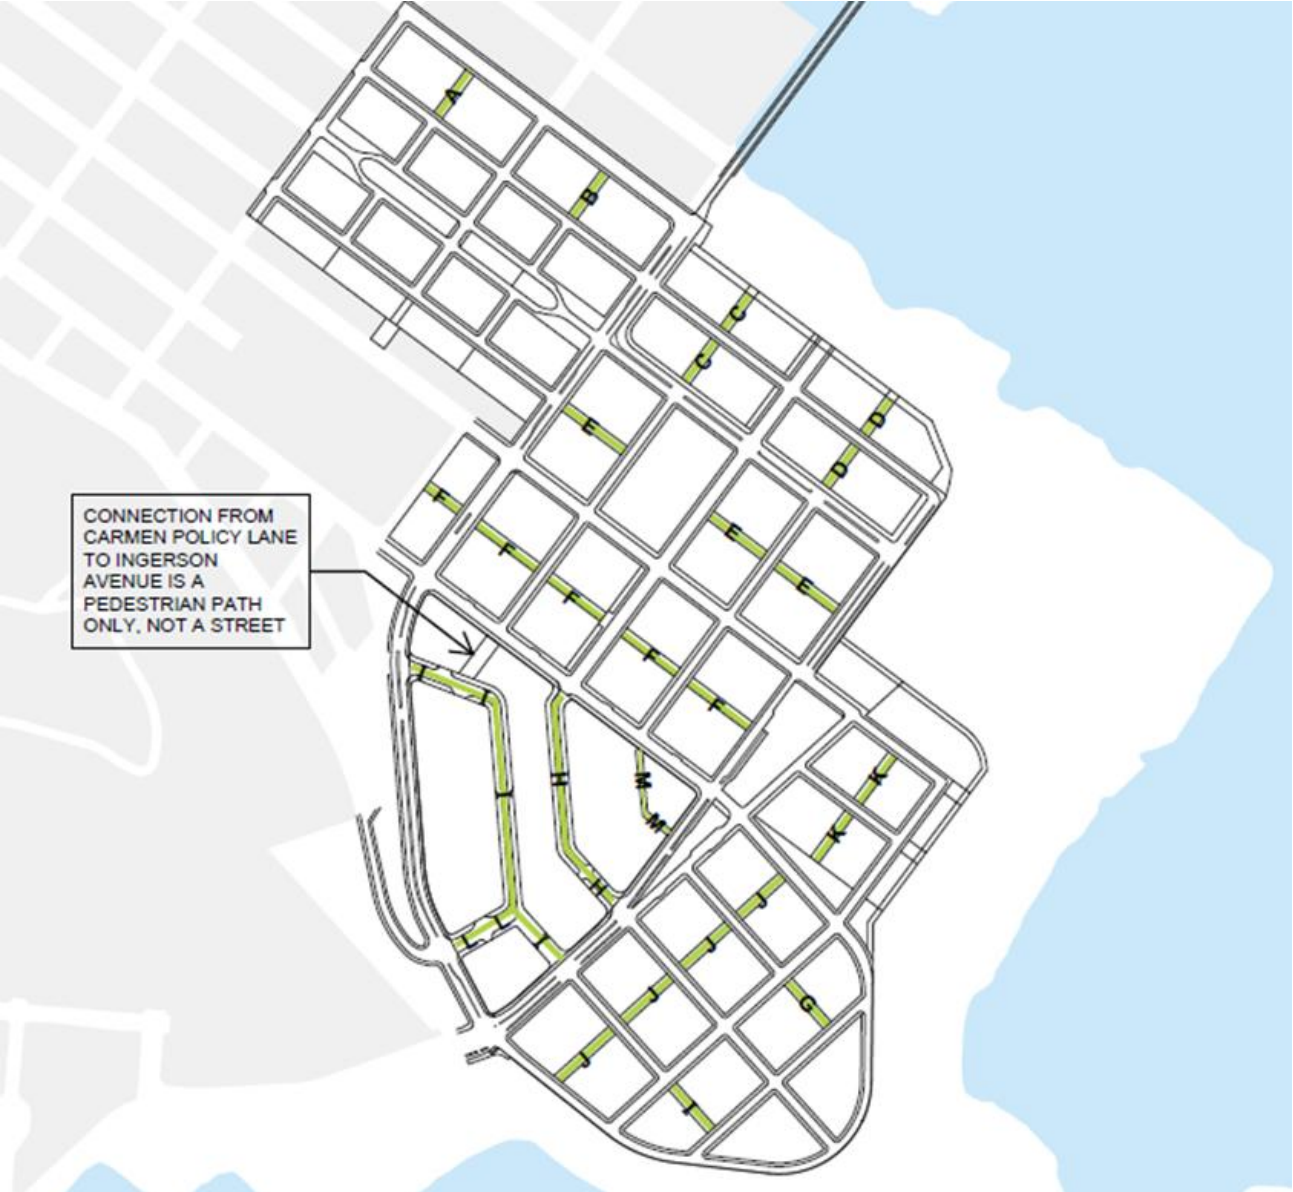 A
B
C
C
D
D
E
F
E
F
E
F
F
F
CONNECTION FROM
CARMEN POLICY LANE
TO INGERSON
AVENUE IS A
PEDESTRIAN PATH
ONLY, NOT A STREET
I
I
I
H
M
M
K
K
H
J
J
L
L
I
J
G
J
I